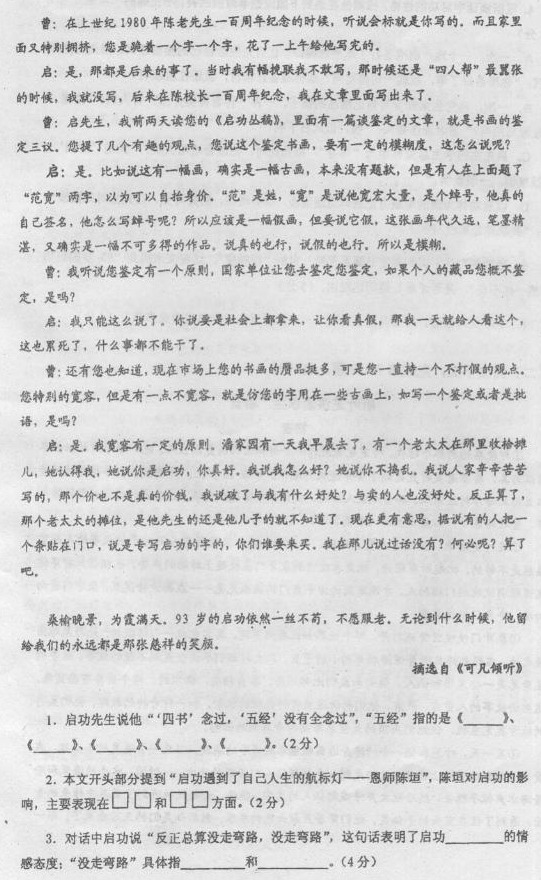 曹：在上世纪1980年陈老先生一百周年纪念的时候，听说会标就是你写的。而且家里
面又特别拥挤，您是跪着一个字一个字，花了一上午给他写完的。
启：是，那都是后来的事了。当时我有幅挽联我不敢写，那时候还是“四人帮”最嚣张
的时候，我就没写，后来在陈校长一百周年纪念，我在文章里面写出来了。
曹：启先生，我前两天读您的《启功丛稿》，里面有一篇谈鉴定的文章，就是书画的鉴
定三议。您提了几个有趣的观点，您说这个鉴定书画，要有一定的模糊度，这怎么说呢？
启：是。比如说这有一幅画，确实是一幅古画，本来没有题款，但是有人在上面题了
“范宽”两字，以为可以自抬身价。“范”是姓，“宽”是说他宽宏大量，是个绰号，他真的
自己签名，他怎么写绰号呢？所以应该是一幅假画，但要说它假，这张画年代久远，笔墨精
湛，又确实是一幅不可多得的作品。说真的也行，说假的也行。所以是模糊。
曹：我听说您鉴定有一个原则，国家单位让您去鉴定您鉴定，如果个人的藏品您概不鉴
定，是吗？
启：我只能这么说了。你说要是社会上都拿来，让你看真假，那我一天就给人看这个，
这也累死了，什么事都不能干了。
曹：还有您也知道，现在市场上您的书画的赝品挺多，可是您一直持一个不打假的观点。
您特别的宽容，但是有一点不宽容，就是仿您的字用在一些古画上，如写一个鉴定或者是批
语，是吗？
启：是。我宽容有一定的原则。潘家园有一天我早晨去了，有一个老太太在那里收拾摊
儿，她认得我，她说你是启功，你真好。我说我怎么好？她说你不捣乱。我说人家辛辛苦苦
写的，那个价也不是真的价钱，我说破了与我有什么好处？与卖的人也没好处。反正算了，
那个老太太的摊位，是他先生的还是他儿子的就不知道了。现在更有意思，据说有的人把一
个条贴在门口，说是专写启功的字的，你们谁要来买。我在那儿说过话没有？何必呢？算了
吧。
桑榆晚景，为霞满天。93岁的启功依然一丝不苟，不愿服老。无论到什么时候，他留
给我们的永远都是那张慈祥的笑颜。
摘选自《可凡倾听》
1．启功先生说他“‘四书’念过，‘五经’没有全念过”，“五经”指的是《______》、
《______》、《______》、《______》、《______》。（2分）
2．本文开头部分提到“启功遇到了自己人生的航标灯——恩师陈垣”，陈垣对启功的影
响，主要表现在□□和□□方面。（2分）
3．对话中启功说“反正总算没走弯路，没走弯路”，这句话表明了启功________的情
感态度；“没走弯路”具体指________和________。（4分）